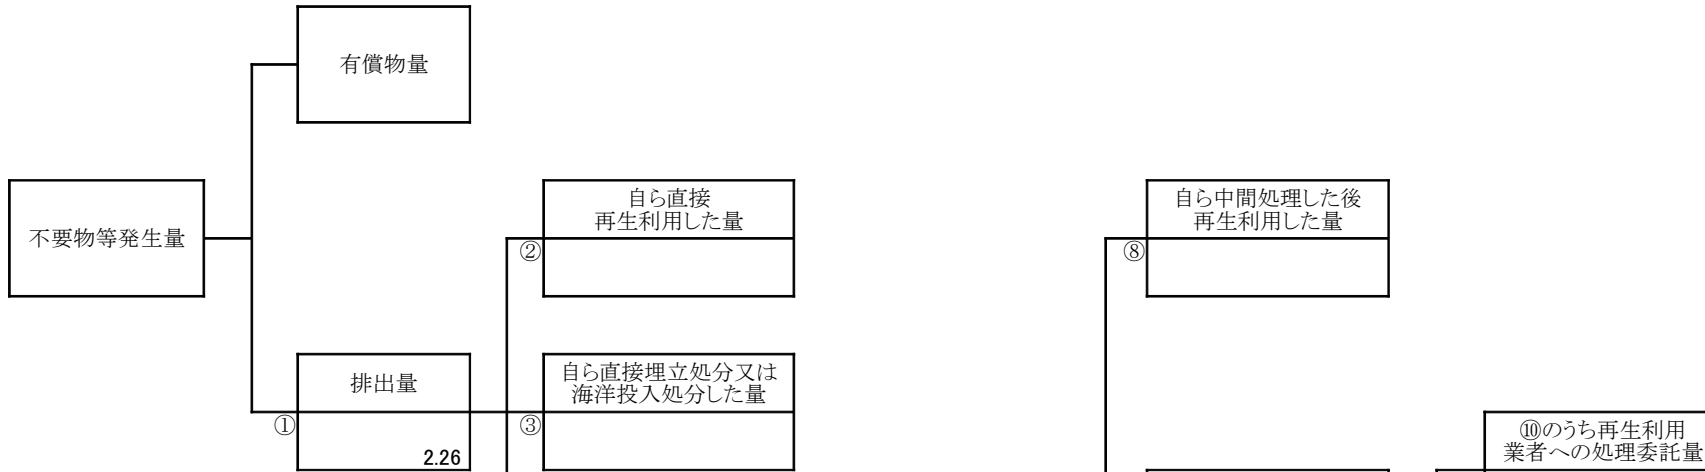 有償物量
不要物等発生量
自ら直接
再生利用した量
②
自ら中間処理した後
再生利用した量
⑧
排出量
①
2.26
自ら直接埋立処分又は
海洋投入処分した量
③
⑩のうち再生利用
業者への処理委託量